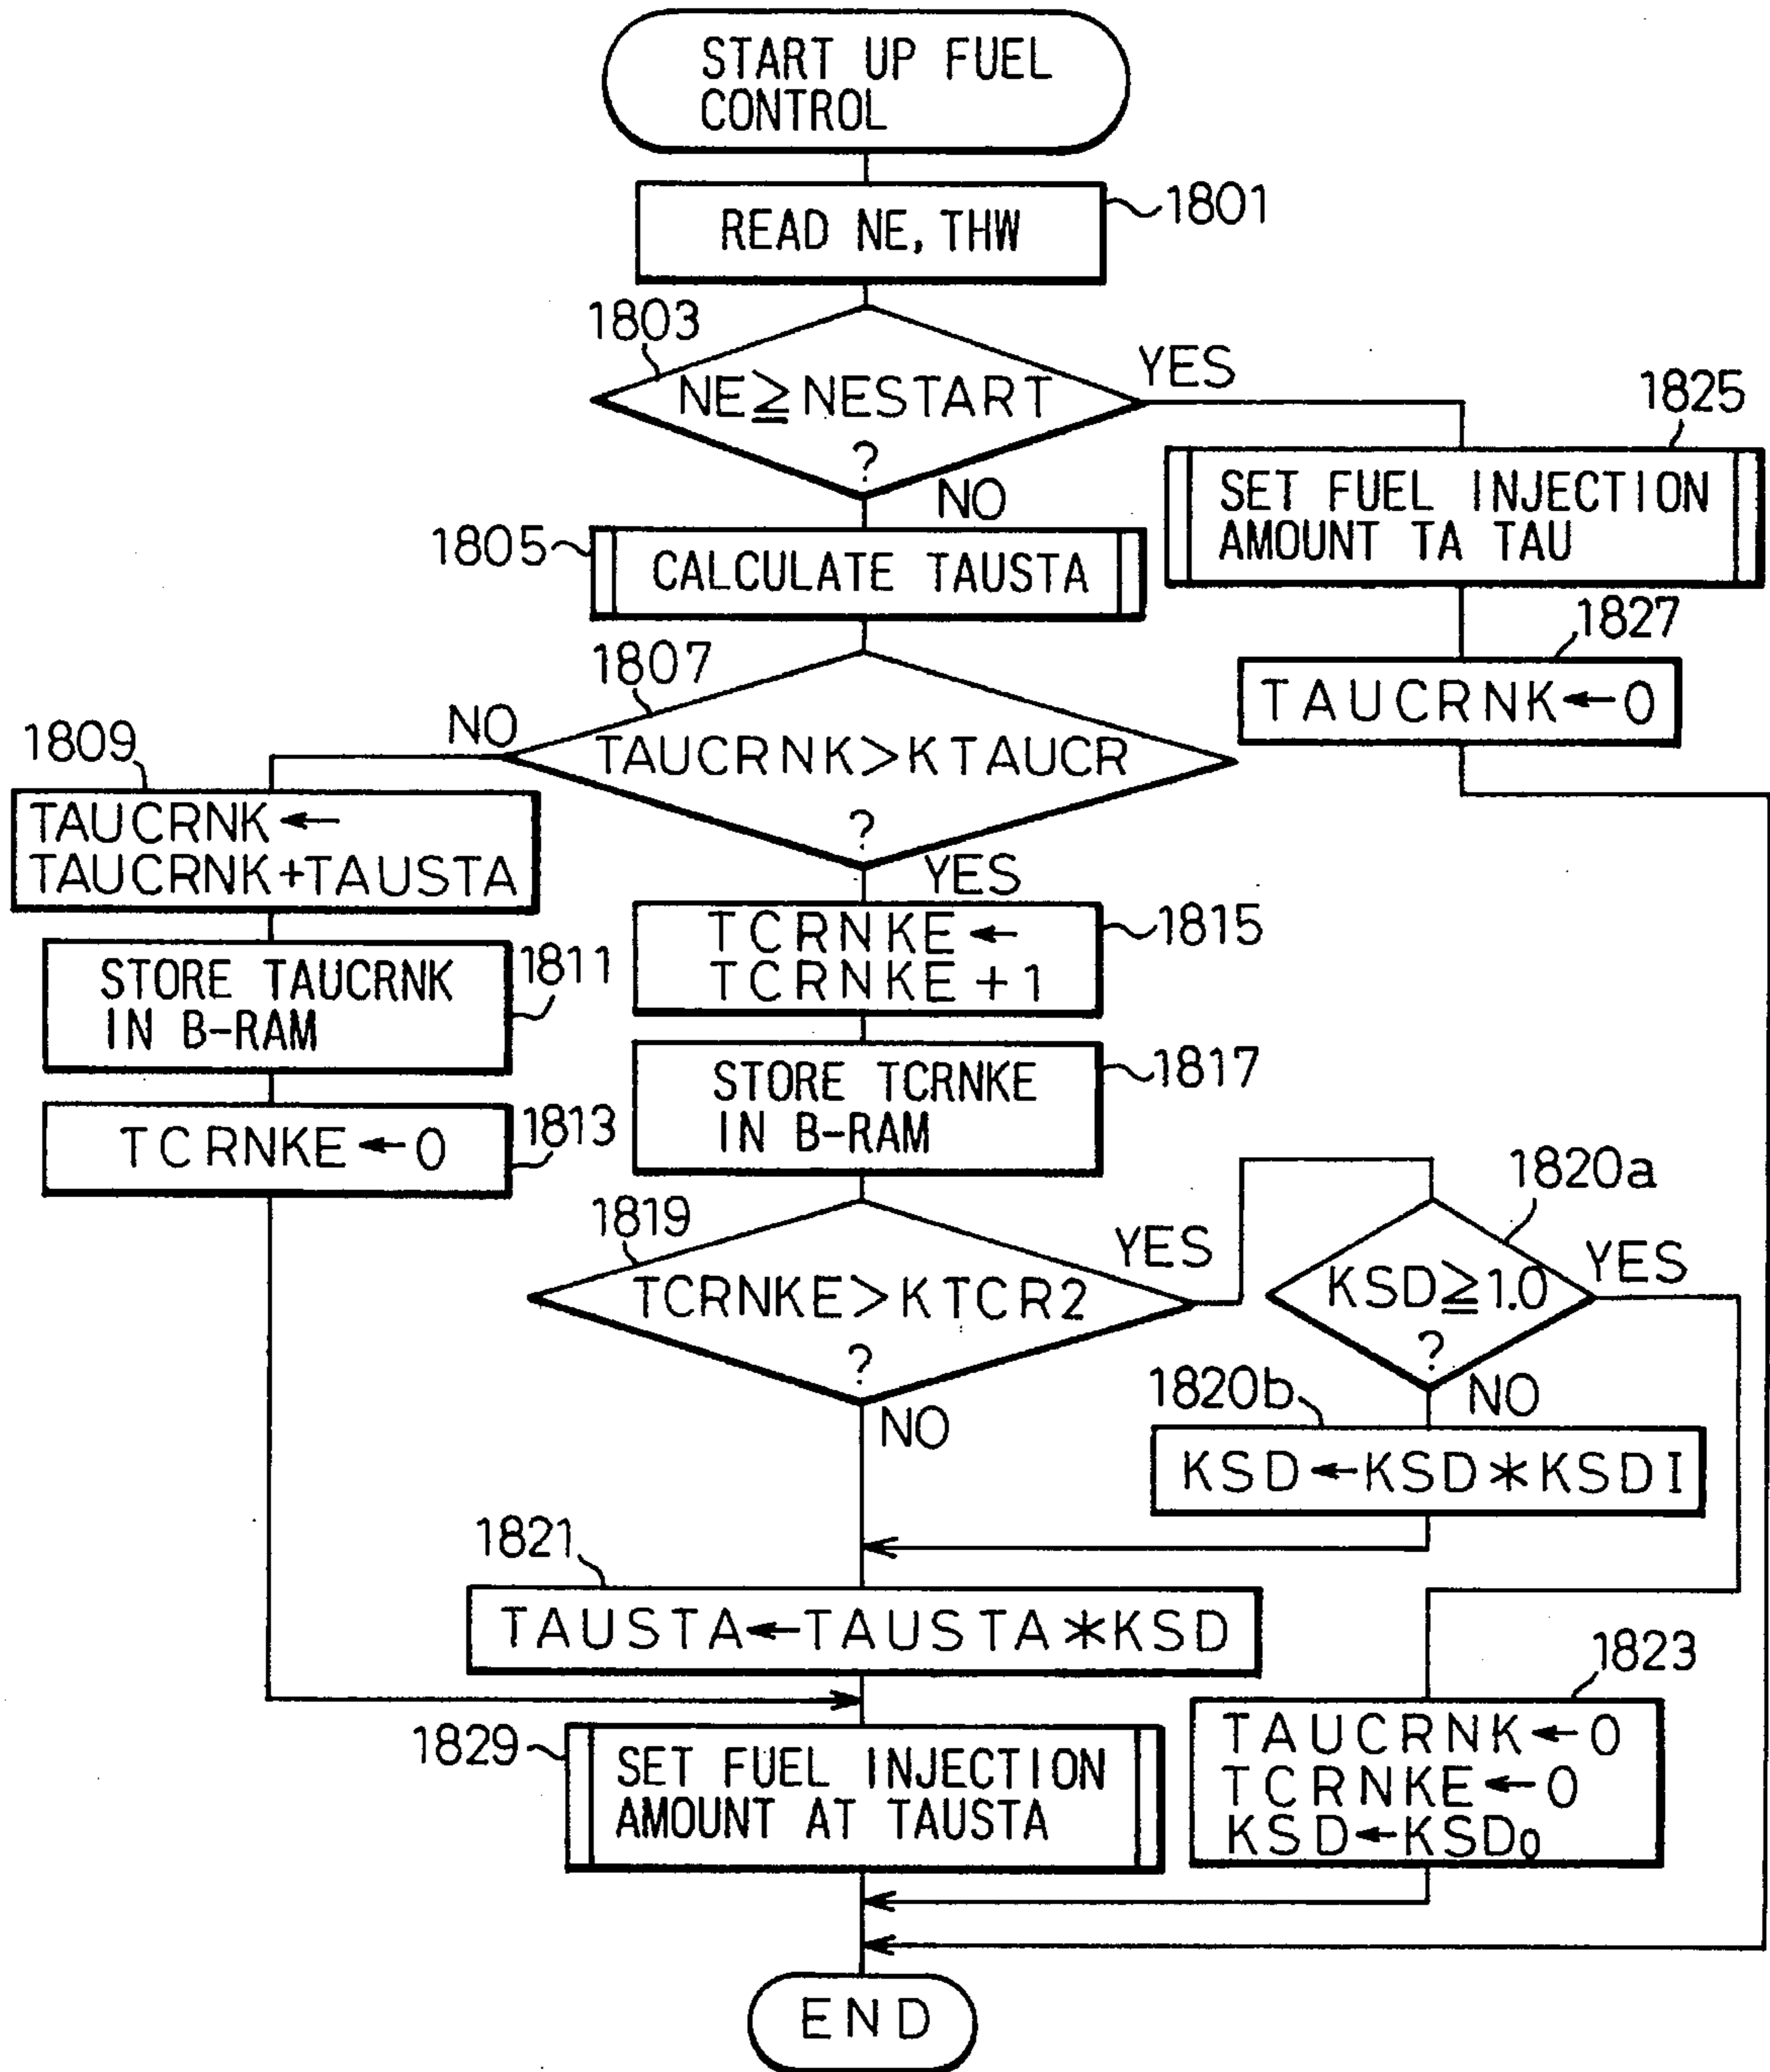 START UP FUEL
CONTROL
1801
READ NE, THW
1803
NE≧NESTART
?
YES
NO
1825
SET FUEL INJECTION
AMOUNT TA TAU
1805
CALCULATE TAUSTA
1827
TAUCRNK←0
1807
TAUCRNK>KTAUCR
?
NO
YES
1809
TAUCRNK←
TAUCRNK+TAUSTA
1815
TCRNKE←
TCRNKE+1
1811
STORE TAUCRNK
IN B-RAM
1817
STORE TCRNKE
IN B-RAM
1813
TCRNKE←0
1819
TCRNKE>KTCR2
?
YES
NO
1820a
KSD≧1.0
?
YES
NO
1820b
KSD←KSD*KSDI
1821
TAUSTA←TAUSTA*KSD
1823
TAUCRNK←0
TCRNKE←0
KSD←KSD0
1829
SET FUEL INJECTION
AMOUNT AT TAUSTA
END